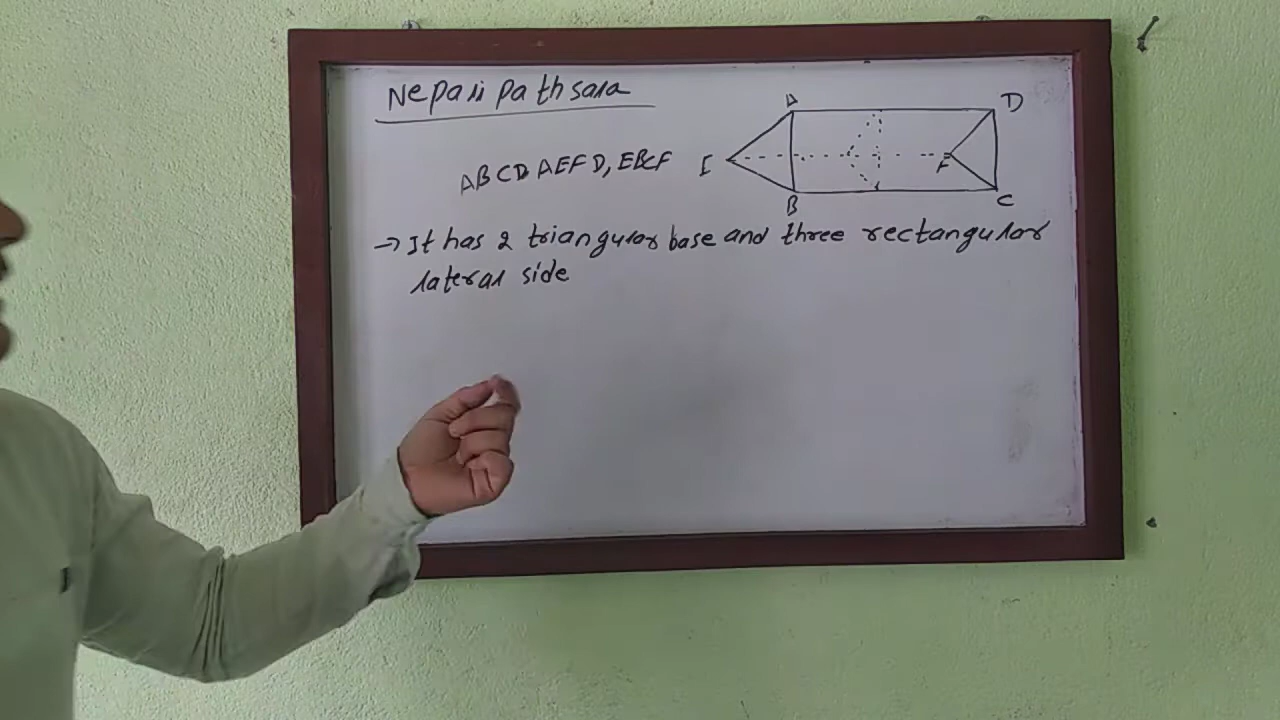 Nepali pathsala
A D
ABCD AEFD, EBCF E F
B C
→ It has 2 triangular base and three rectangular
lateral side